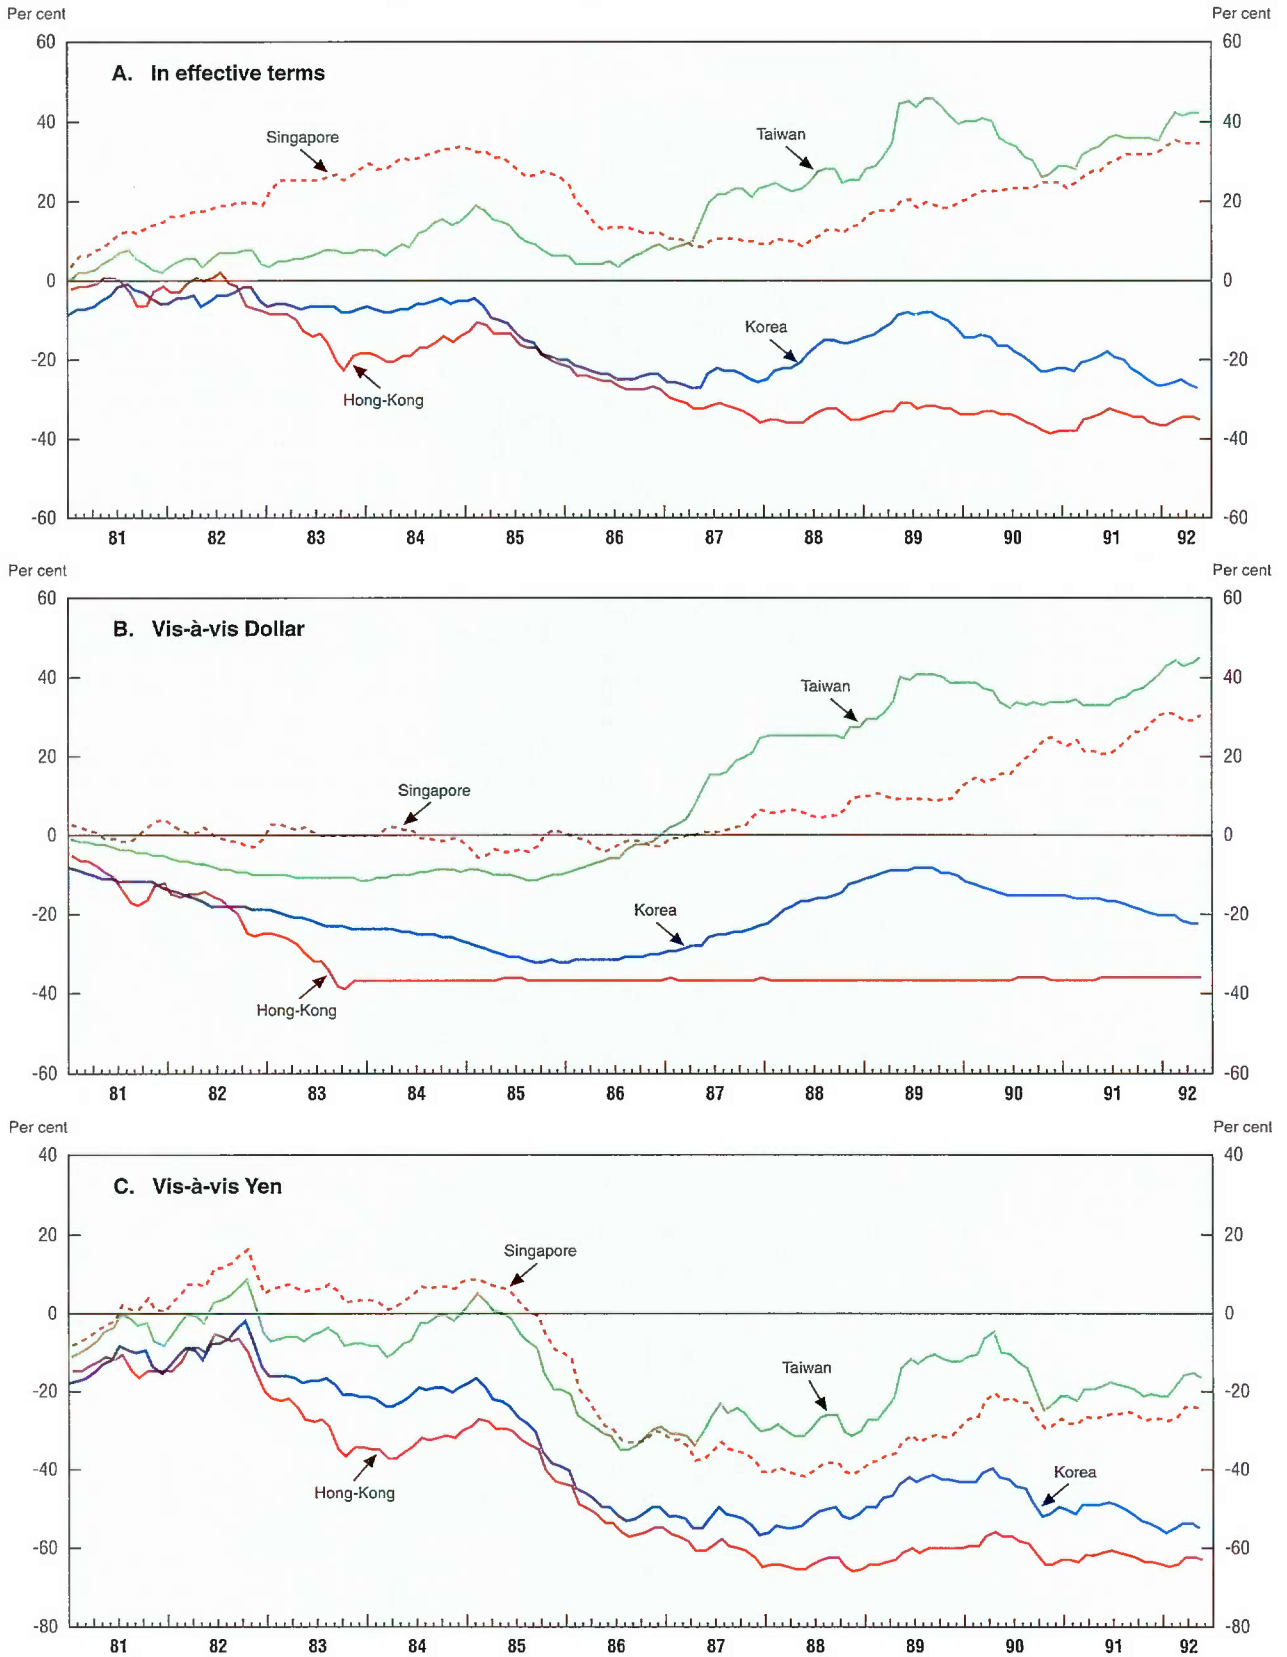 Per cent Per cent
60 60
A. In effective terms
Singapore Taiwan
40 40
20 20
0 0
Korea
-20 -20
Hong-Kong
-40 -40
-60 -60
81 82 83 84 85 86 87 88 89 90 91 92
Per cent Per cent
60 60
B. Vis-à-vis Dollar
40 Taiwan 40
20 20
Singapore
0 0
Korea
-20 -20
-40 -40
Hong-Kong
-60 -60
81 82 83 84 85 86 87 88 89 90 91 92
Per cent Per cent
40 40
C. Vis-à-vis Yen
20 20
Singapore
0 0
Taiwan
-20 -20
-40 Korea -40
Hong-Kong
-60 -60
-80 -80
81 82 83 84 85 86 87 88 89 90 91 92